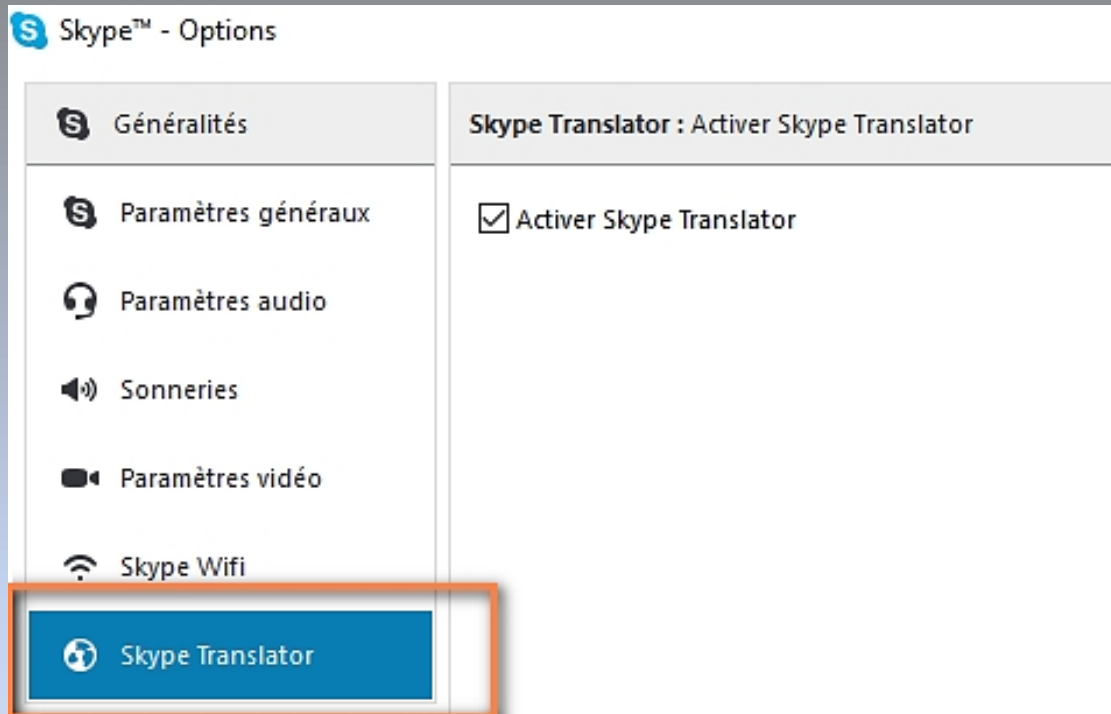 Skype™ - Options
Généralités
Skype Translator : Activer Skype Translator
Paramètres généraux
Activer Skype Translator
Paramètres audio
Sonneries
Paramètres vidéo
Skype Wifi
Skype Translator